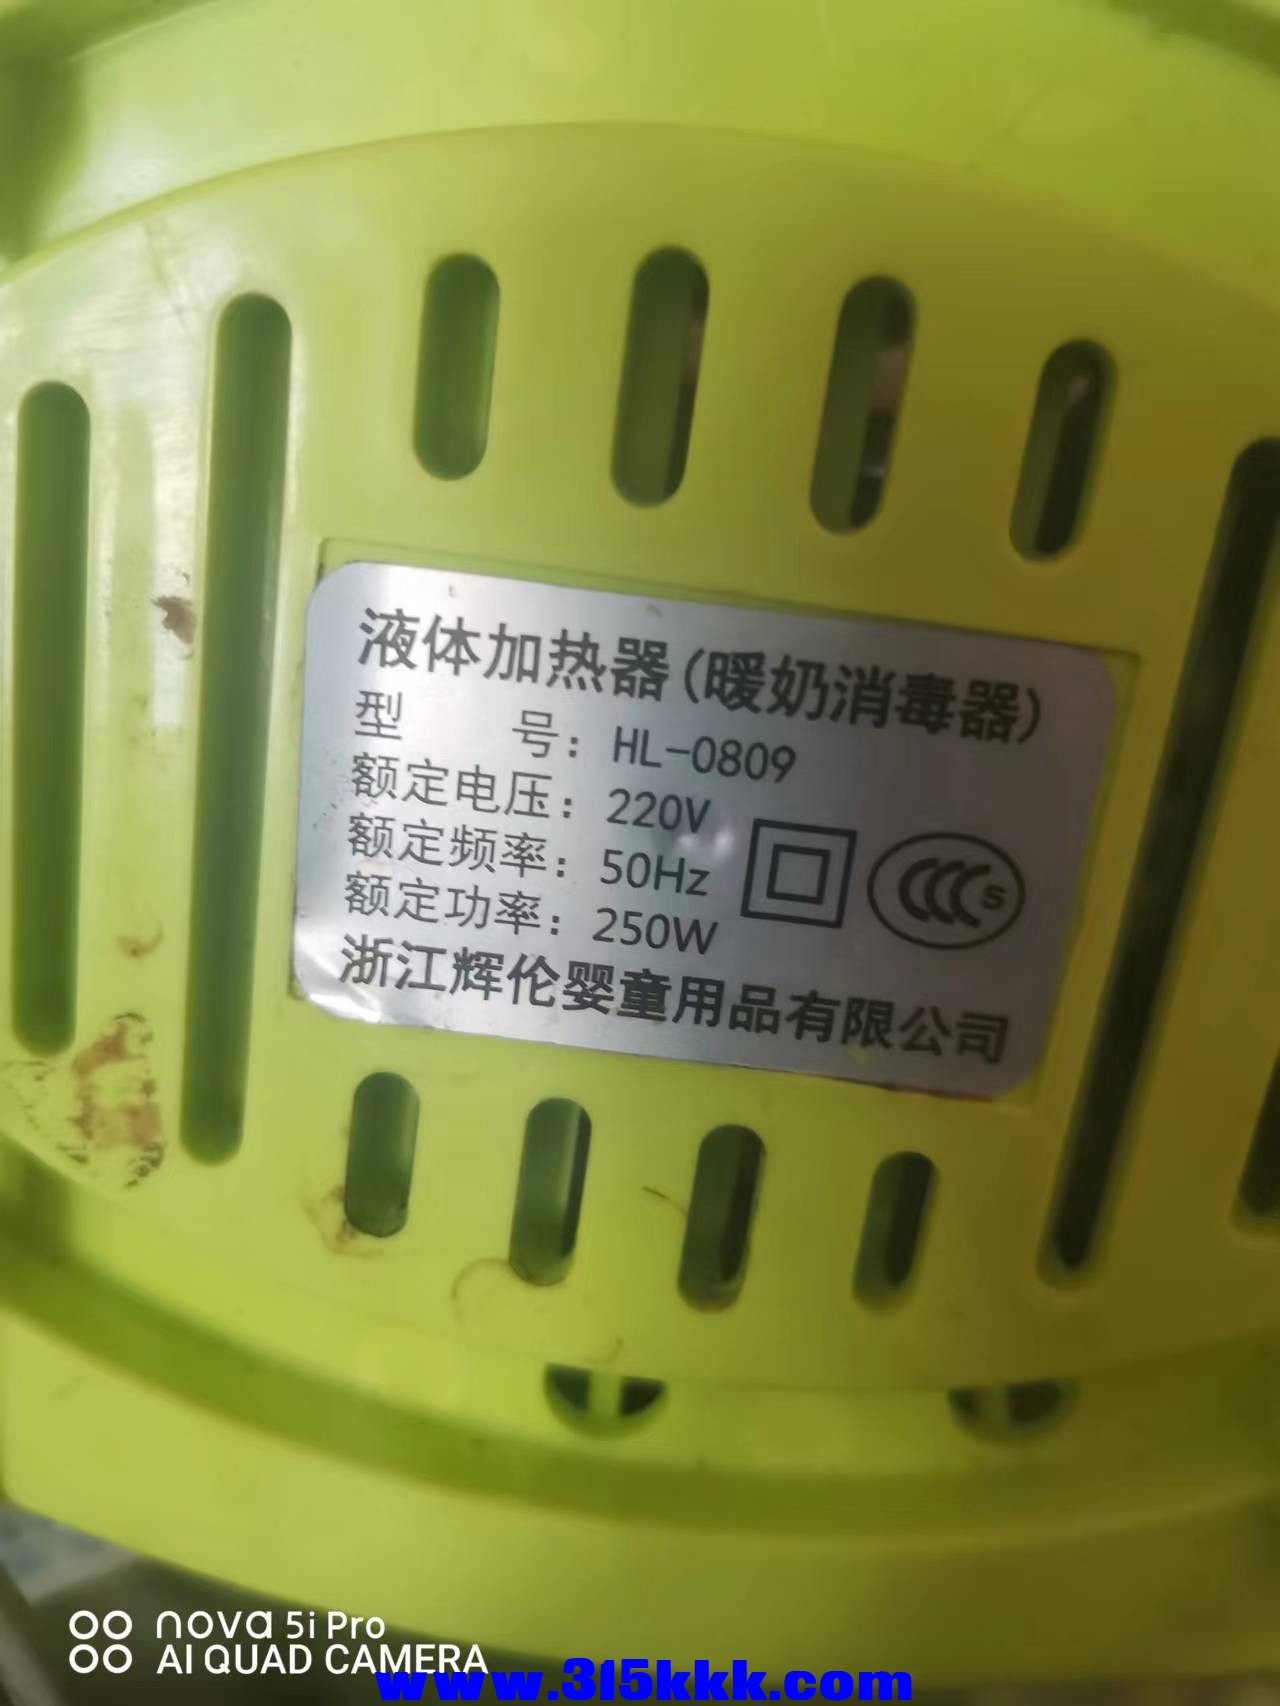 液体加热器(暖奶消毒器)
型 号：HL-0809
额定电压：220V
额定频率：50Hz
额定功率：250W
CCC S
浙江辉伦婴童用品有限公司
nova 5i Pro
AI QUAD CAMERA
www.315kkk.com